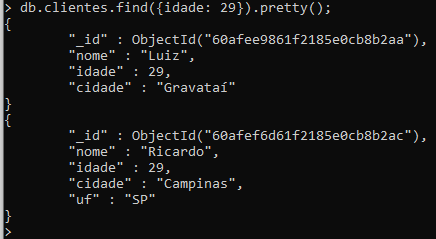 > db.clientes.find({idade: 29}).pretty();
{
        "_id" : ObjectId("60afee9861f2185e0cb8b2aa"),
        "nome" : "Luiz",
        "idade" : 29,
        "cidade" : "Gravataí"
}
{
        "_id" : ObjectId("60afef6d61f2185e0cb8b2ac"),
        "nome" : "Ricardo",
        "idade" : 29,
        "cidade" : "Campinas",
        "uf" : "SP"
}
>